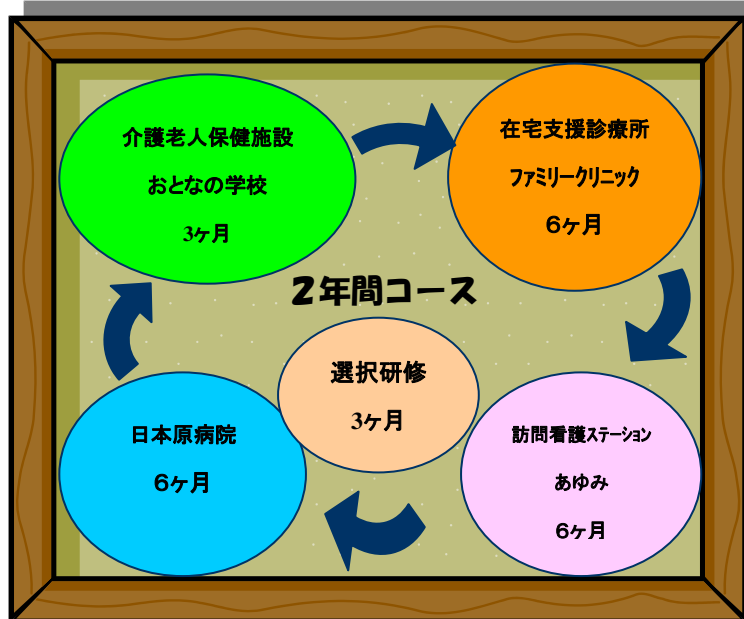 介護老人保健施設
おとなの学校
3ヶ月
在宅支援診療所
ファミリークリニック
６ヶ月
２年間コース
選択研修
3ヶ月
日本原病院
６ヶ月
訪問看護ステーション
あゆみ
６ヶ月